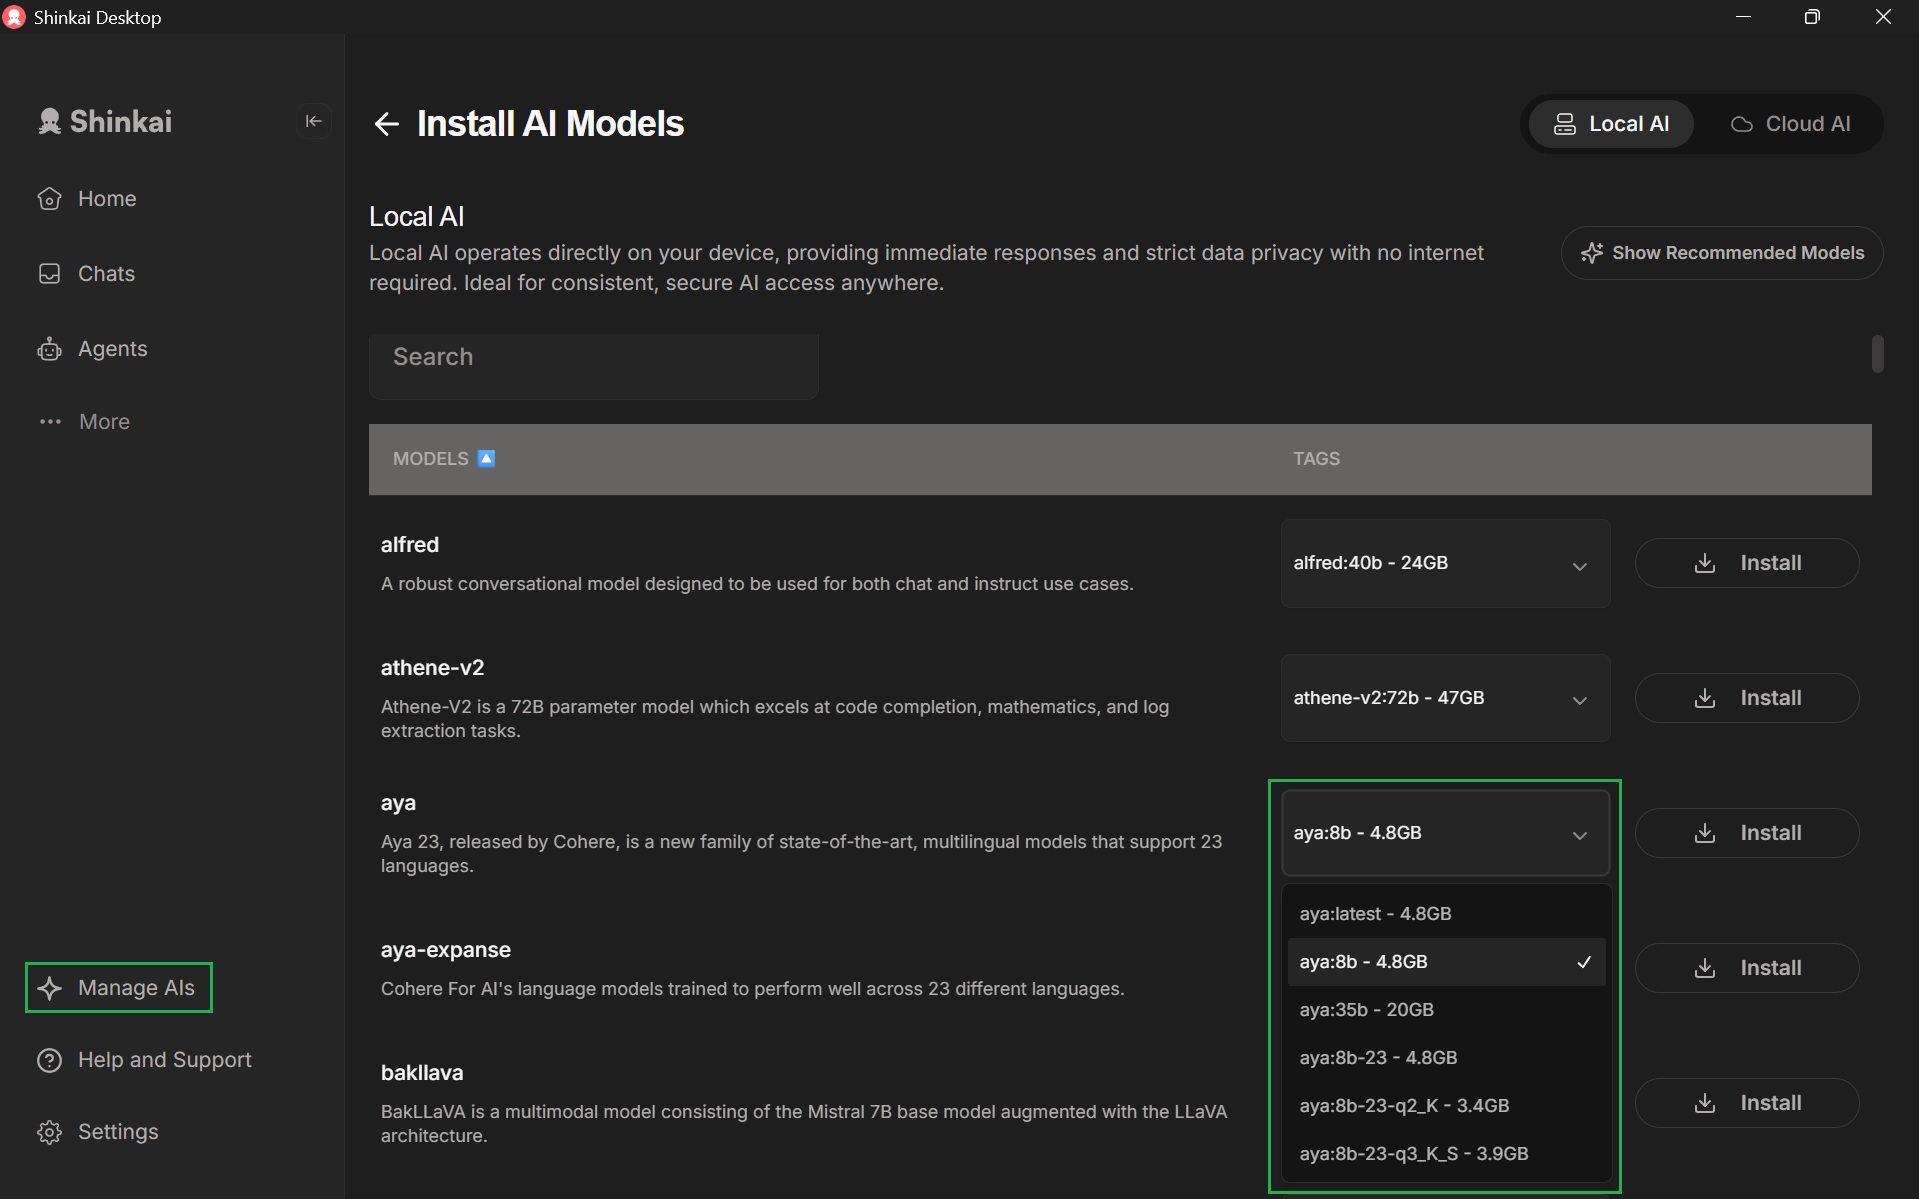 Shinkai Desktop
Shinkai
Home
Chats
Agents
More
Manage AIs
Help and Support
Settings
Install AI Models
Local AI
Cloud AI
Local AI
Local AI operates directly on your device, providing immediate responses and strict data privacy with no internet
required. Ideal for consistent, secure AI access anywhere.
Show Recommended Models
Search
MODELS
TAGS
alfred
A robust conversational model designed to be used for both chat and instruct use cases.
alfred:40b - 24GB
Install
athene-v2
Athene-V2 is a 72B parameter model which excels at code completion, mathematics, and log
extraction tasks.
athene-v2:72b - 47GB
Install
aya
Aya 23, released by Cohere, is a new family of state-of-the-art, multilingual models that support 23
languages.
aya:8b - 4.8GB
Install
aya:latest - 4.8GB
aya:8b - 4.8GB
aya:35b - 20GB
aya:8b-23 - 4.8GB
aya:8b-23-q2_K - 3.4GB
aya:8b-23-q3_K_S - 3.9GB
aya-expanse
Cohere For AI's language models trained to perform well across 23 different languages.
Install
bakllava
BakLLaVA is a multimodal model consisting of the Mistral 7B base model augmented with the LLaVA
architecture.
Install